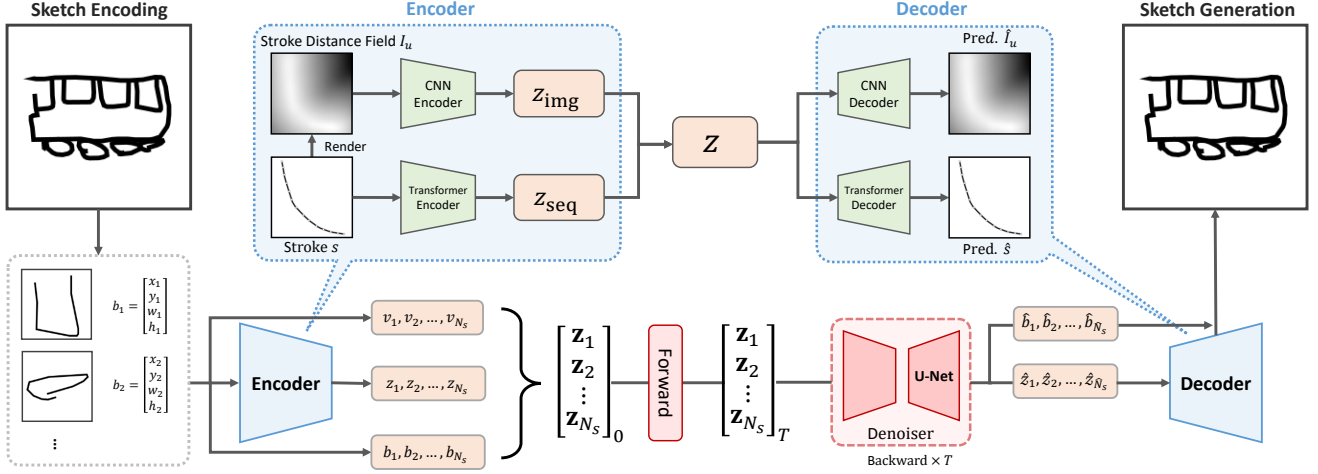 Sketch Encoding
Encoder
Decoder
Sketch Generation
Stroke Distance Field I_u
CNN
Encoder
z_img
Render
Transformer
Encoder
z_seq
Stroke s
Z
CNN
Decoder
Pred. Î_u
Transformer
Decoder
Pred. ŝ
b_1 = [x_1 y_1 w_1 h_1]
b_2 = [x_2 y_2 w_2 h_2]
...
Encoder
v_1, v_2, ..., v_{N_s}
z_1, z_2, ..., z_{N_s}
b_1, b_2, ..., b_{N_s}
[z_1 z_2 ⋮ z_{N_s}]_0
Forward
[z_1 z_2 ⋮ z_{N_s}]_T
U-Net
Denoiser
Backward × T
b̂_1, b̂_2, ..., b̂_{N̂_s}
ẑ_1, ẑ_2, ..., ẑ_{N̂_s}
Decoder